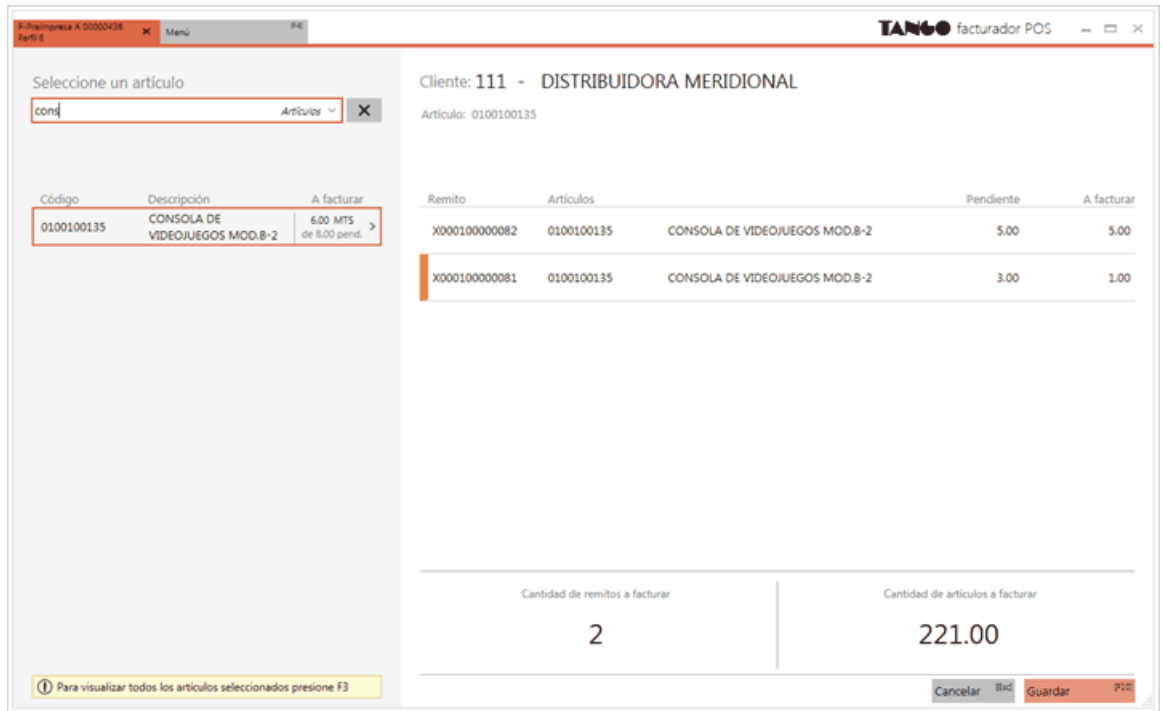 F-Preimpresa A 00000436
Perfil 6
Menú
TANGO facturador POS
Seleccione un artículo
cons
Artículos
Cliente: 111 - DISTRIBUIDORA MERIDIONAL
Artículo: 0100100135
Código Descripción A facturar
0100100135 CONSOLA DE VIDEOJUEGOS MOD.B-2 6.00 MTS de 8.00 pend.
Remito Artículos Pendiente A facturar
X000100000082 0100100135 CONSOLA DE VIDEOJUEGOS MOD.B-2 5.00 5.00
X000100000081 0100100135 CONSOLA DE VIDEOJUEGOS MOD.B-2 3.00 1.00
Cantidad de remitos a facturar
2
Cantidad de artículos a facturar
221.00
Para visualizar todos los artículos seleccionados presione F3
Cancelar
Guardar